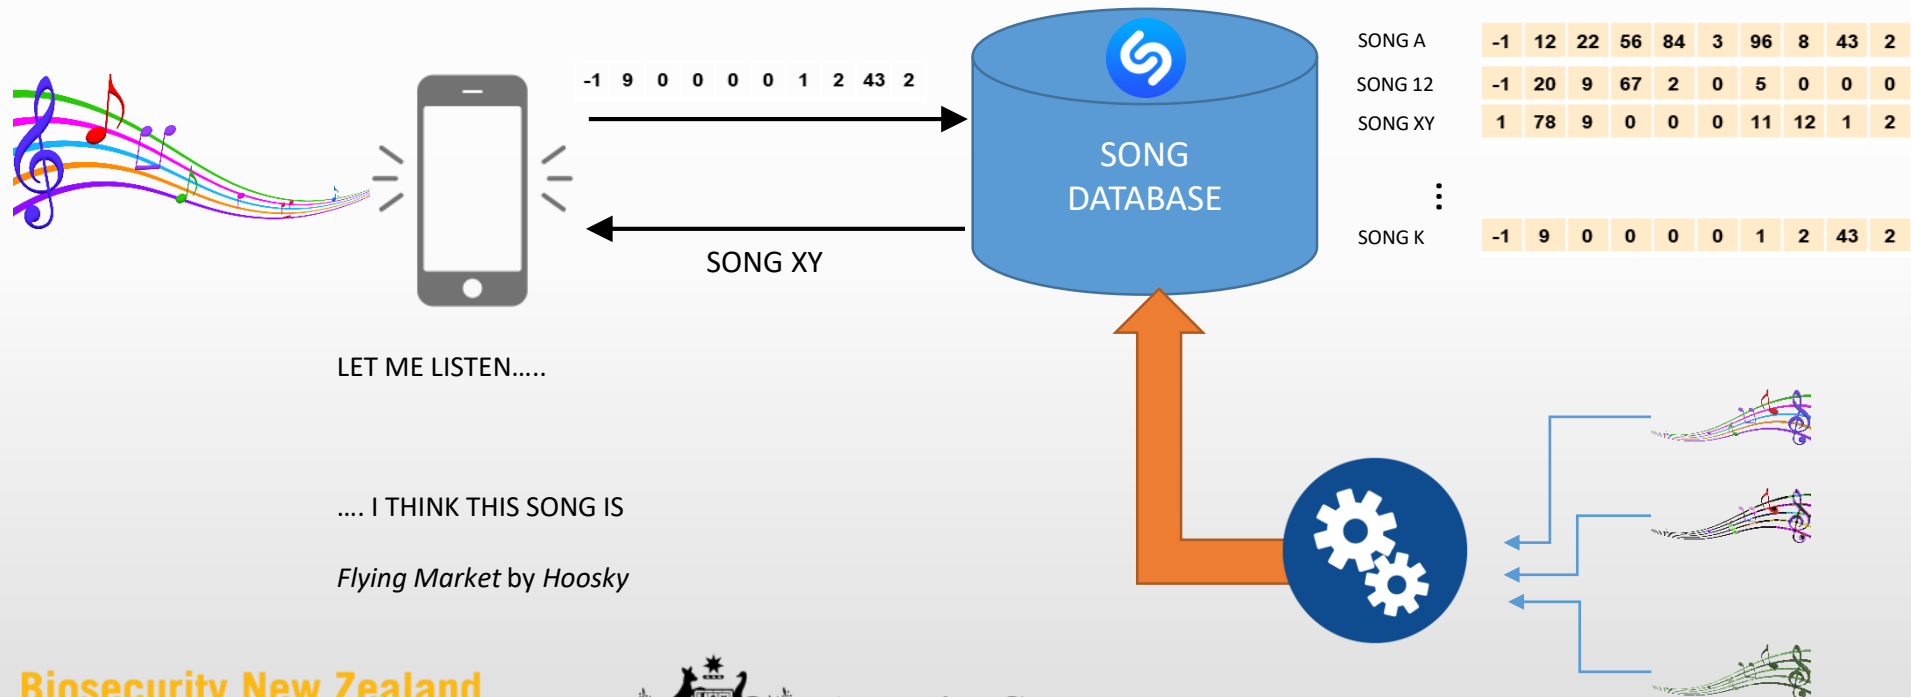 SONG A -1 12 22 56 84 3 96 8 43 2
-1 9 0 0 0 0 1 2 43 2
SONG 12 -1 20 9 67 2 0 5 0 0 0
SONG XY 1 78 9 0 0 0 11 12 1 2
SONG
DATABASE
⋮
SONG K -1 9 0 0 0 0 1 2 43 2
SONG XY
LET ME LISTEN…..
…. I THINK THIS SONG IS
Flying Market by Hoosky
Biosecurity New Zealand